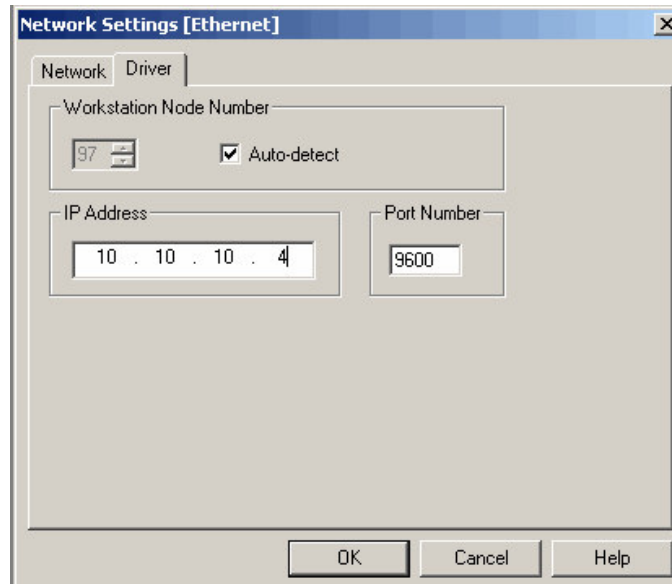 Network Settings [Ethernet]
Network Driver
Workstation Node Number
97 Auto-detect
IP Address Port Number
10 . 10 . 10 . 4 9600
OK Cancel Help